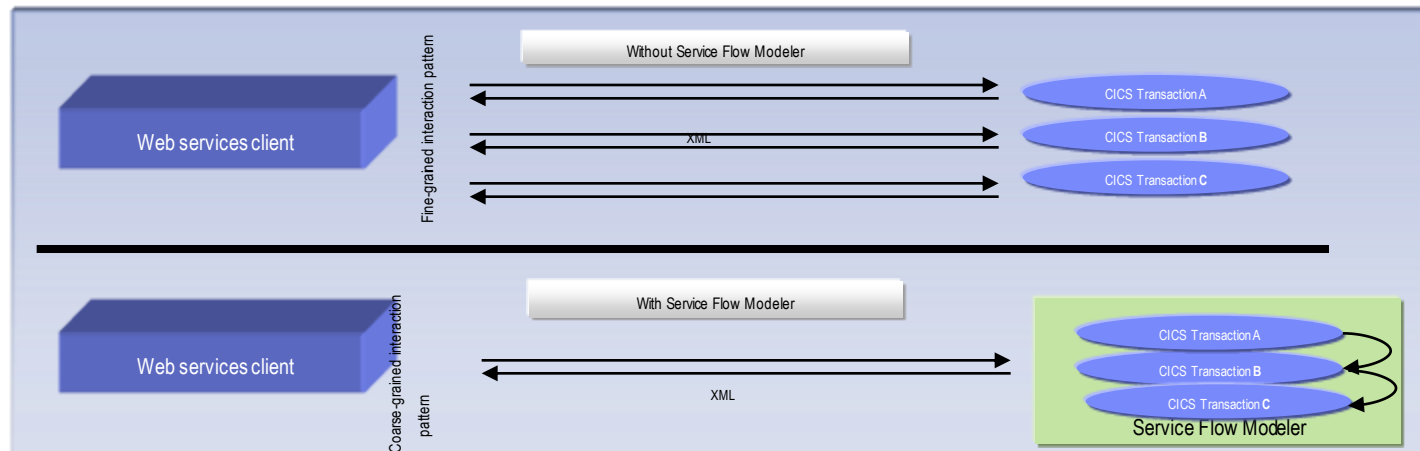 Without Service Flow Modeler
Web services client
Fine-grained interaction pattern
XML
CICS Transaction A
CICS Transaction B
CICS Transaction C
With Service Flow Modeler
Web services client
Coarse-grained interaction
pattern
XML
CICS Transaction A
CICS Transaction B
CICS Transaction C
Service Flow Modeler